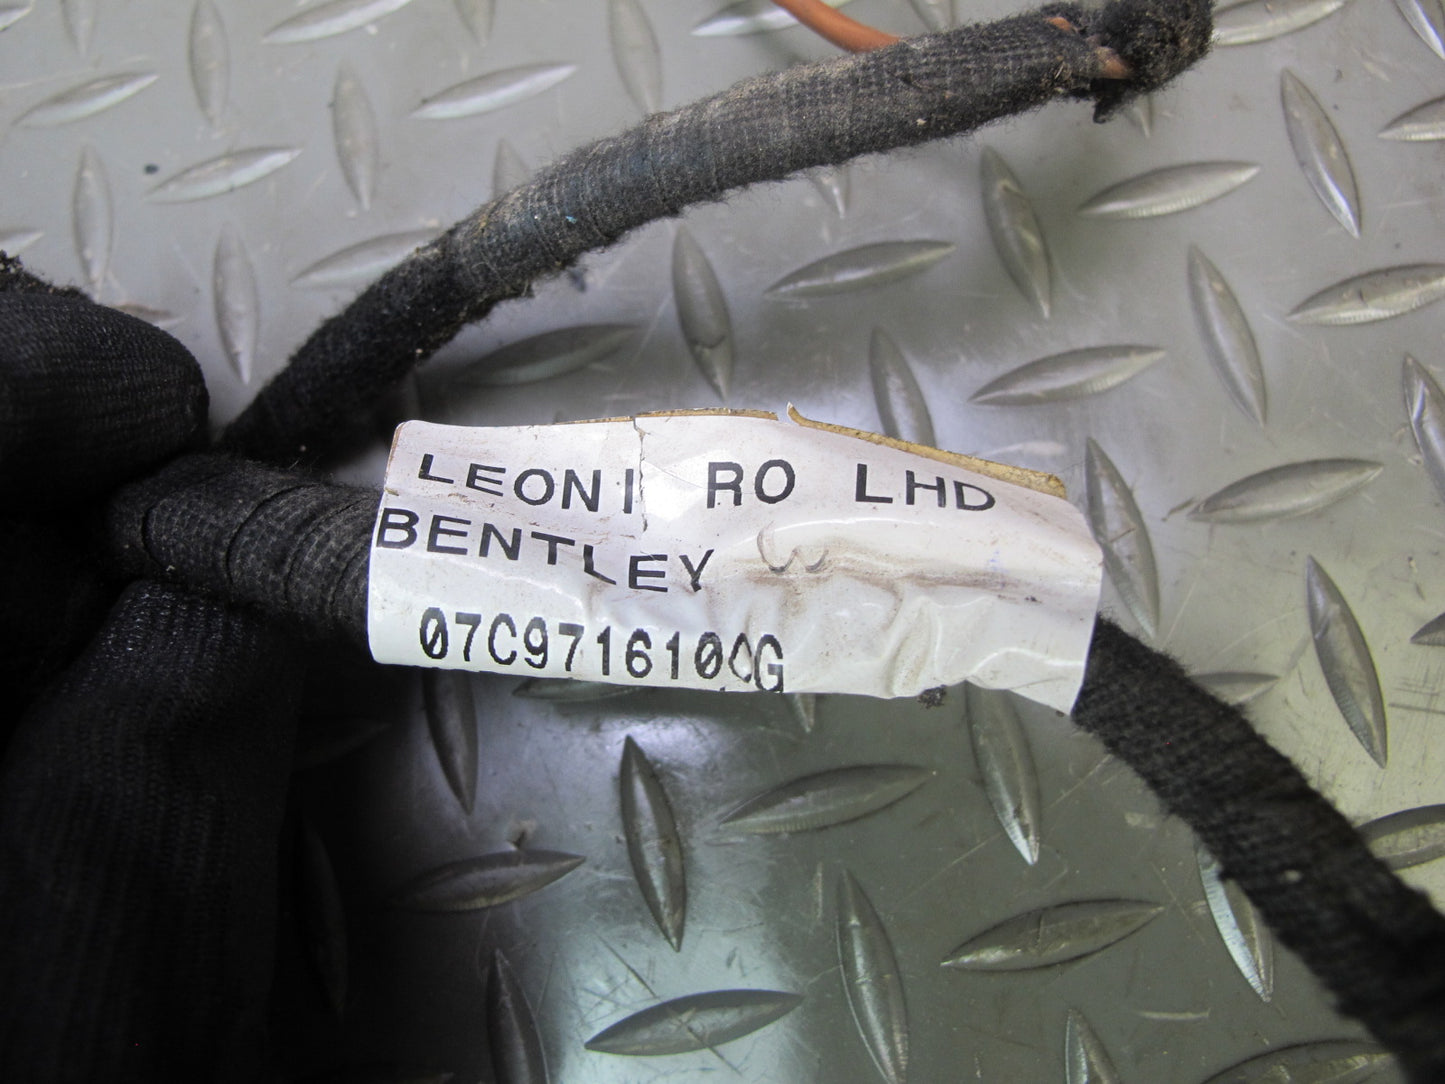 LEONI RO LHD
BENTLEY
07C971610CG